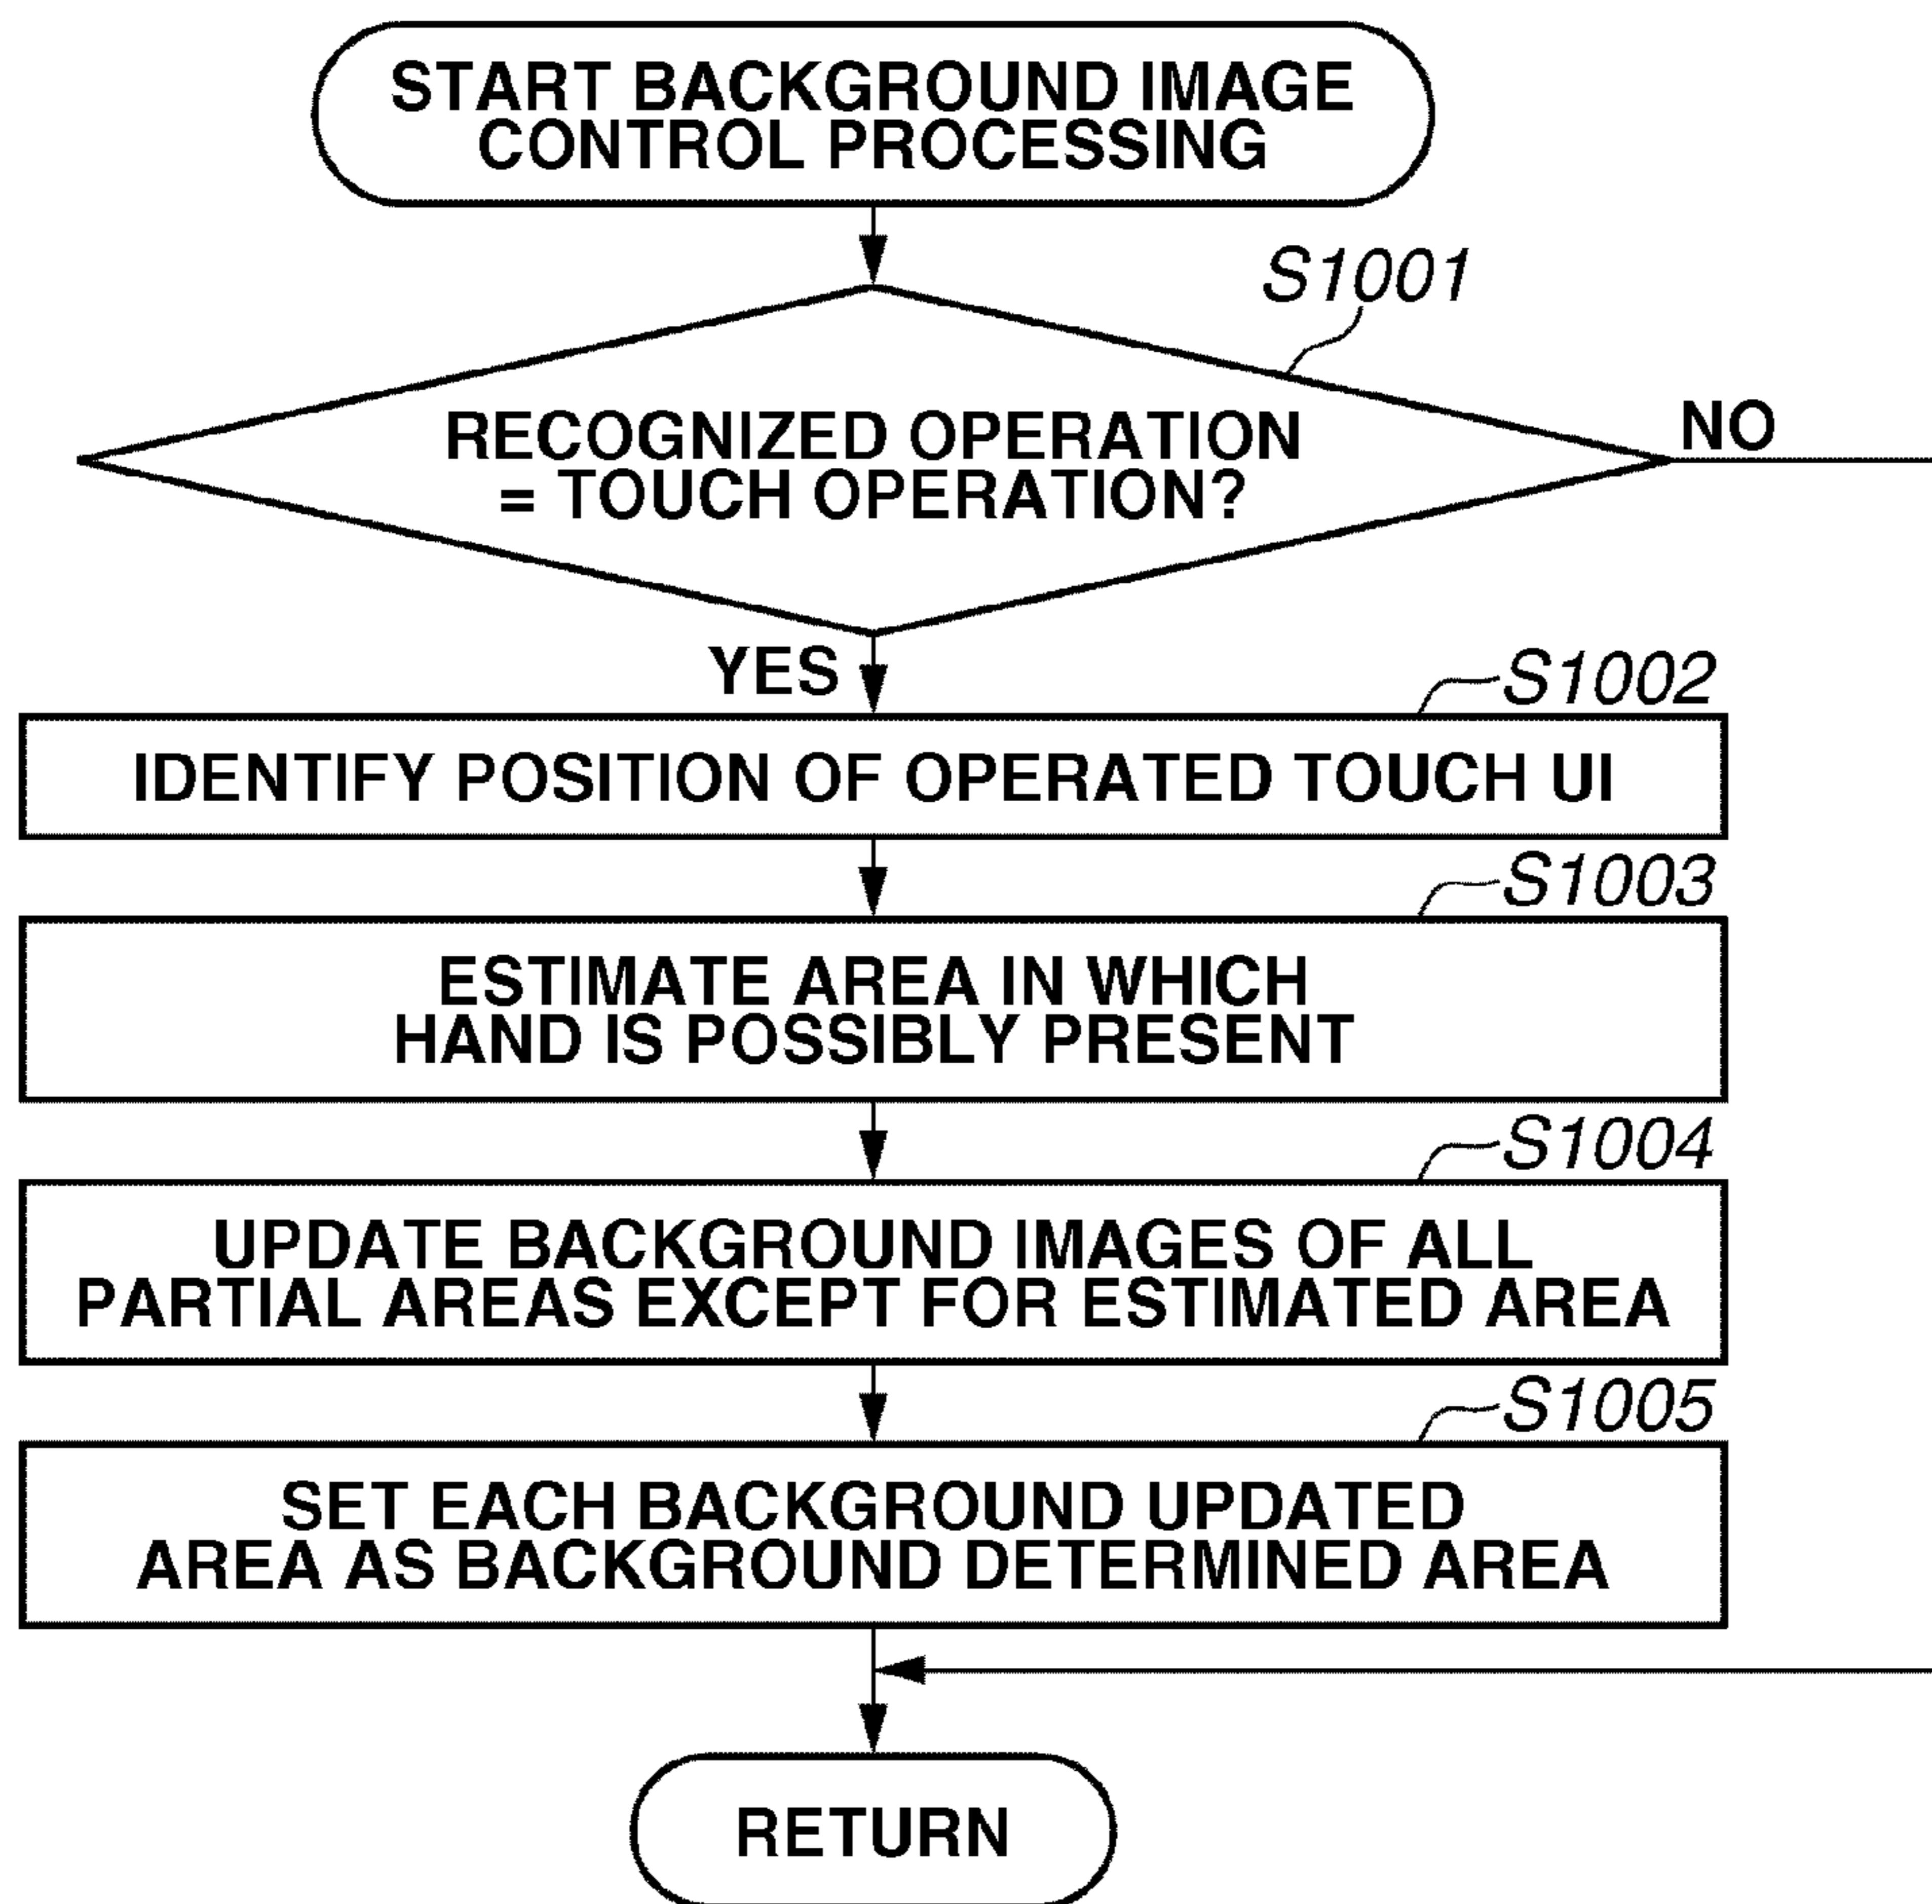 START BACKGROUND IMAGE
CONTROL PROCESSING
S1001
RECOGNIZED OPERATION
= TOUCH OPERATION?
NO
YES
S1002
IDENTIFY POSITION OF OPERATED TOUCH UI
S1003
ESTIMATE AREA IN WHICH
HAND IS POSSIBLY PRESENT
S1004
UPDATE BACKGROUND IMAGES OF ALL
PARTIAL AREAS EXCEPT FOR ESTIMATED AREA
S1005
SET EACH BACKGROUND UPDATED
AREA AS BACKGROUND DETERMINED AREA
RETURN